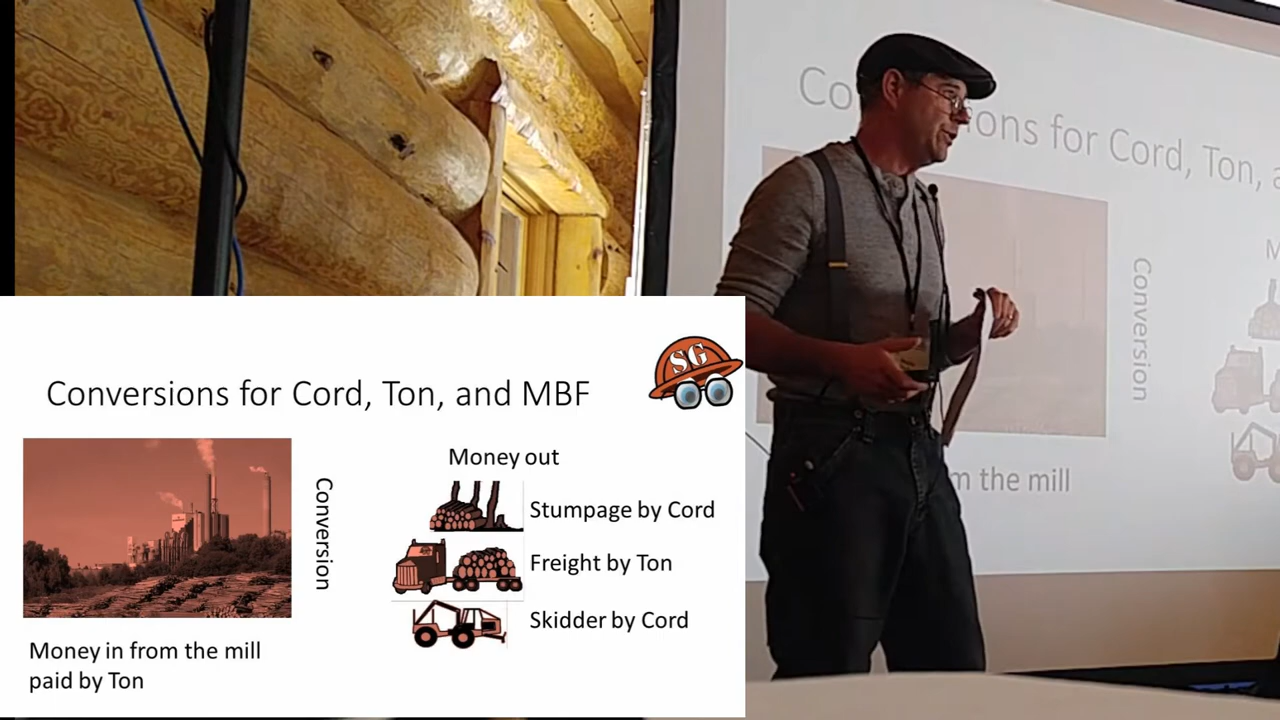 Co ions for Cord, Ton, a
Conversion
m the mill
SG
Conversions for Cord, Ton, and MBF
Money out
Conversion
Stumpage by Cord
Freight by Ton
Skidder by Cord
Money in from the mill
paid by Ton